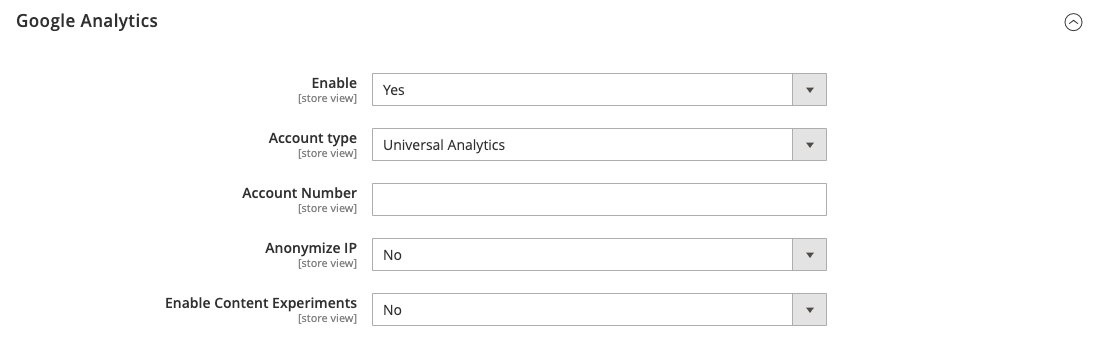 Google Analytics
Enable
[store view]
Yes
Account type
[store view]
Universal Analytics
Account Number
[store view]
Anonymize IP
[store view]
No
Enable Content Experiments
[store view]
No